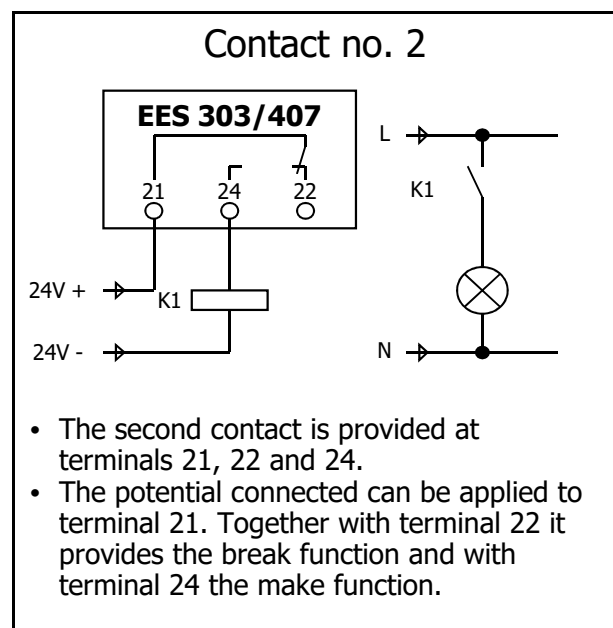 Contact no. 2
EES 303/407
21 24 22
24V +
K1
24V -
L
K1
N
• The second contact is provided at
terminals 21, 22 and 24.
• The potential connected can be applied to
terminal 21. Together with terminal 22 it
provides the break function and with
terminal 24 the make function.